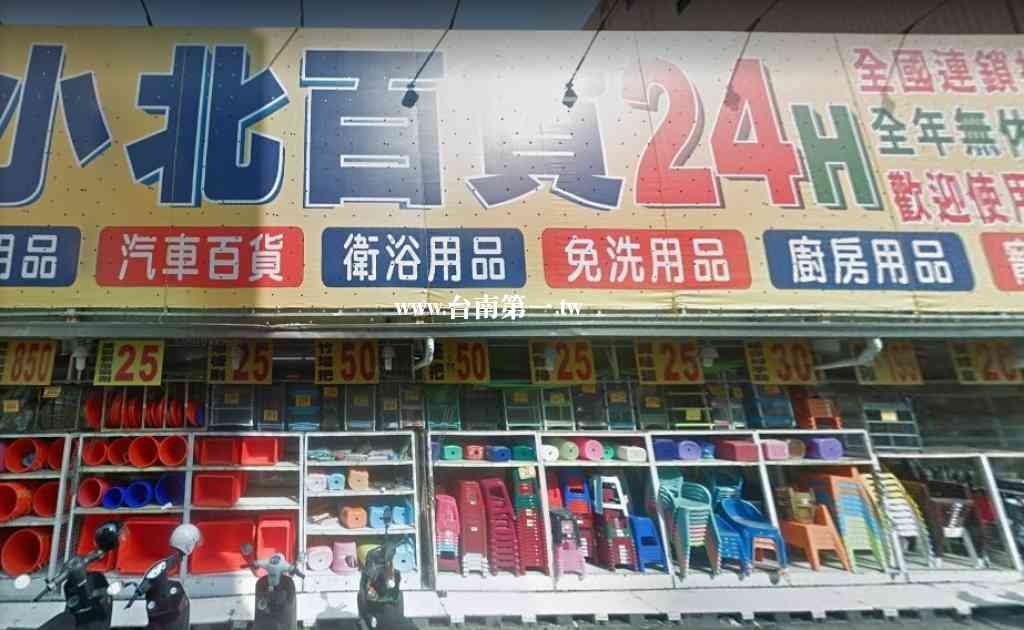 小北百貨24H
全國連鎖
全年無休
歡迎使用
用品
汽車百貨
衛浴用品
免洗用品
廚房用品
www.台南第一.tw
850
25
25
50
50
25
25
30